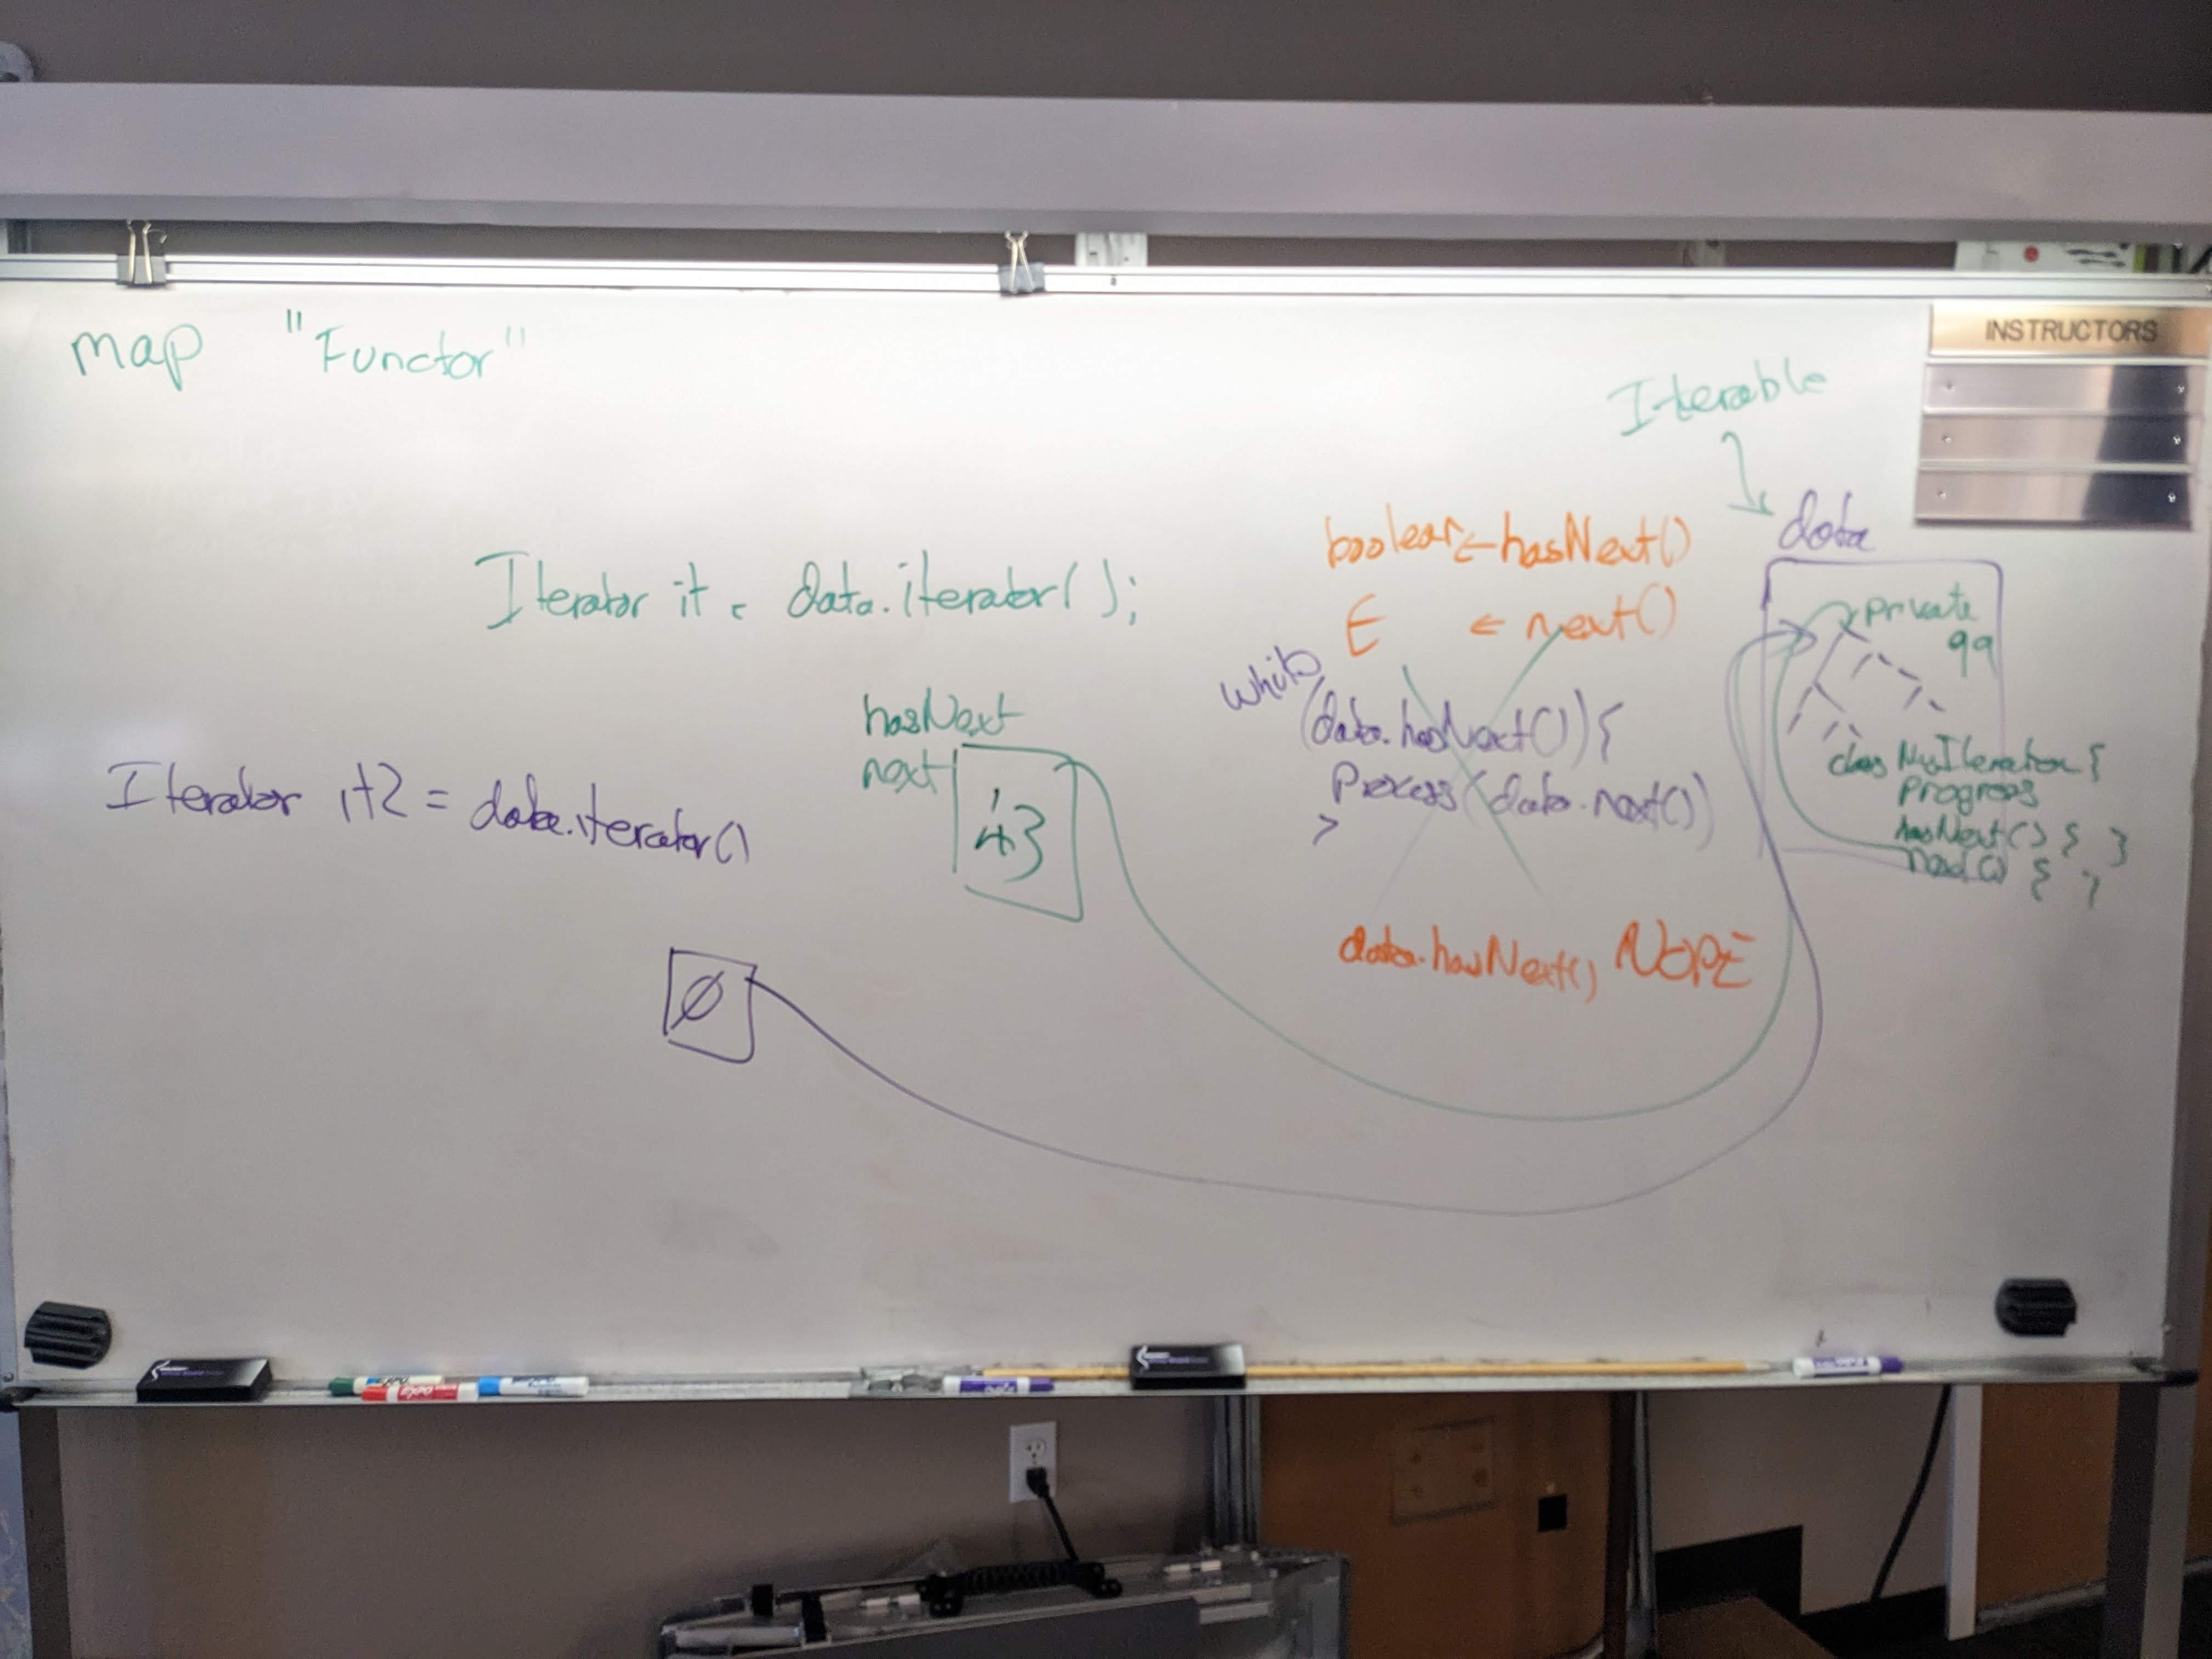 map "Functor"
INSTRUCTORS
Iterable
data
boolean ← hasNext()
E ← next()
Iterator it = data.iterator();
private
99
while
(data.hasNext()) {
Process(data.next())
}
hasNext
next
43
Iterator it2 = data.iterator()
class MyIterator {
Progress
hasNext() { }
next() { }
data.hasNext() NOPE
Ø
EXPO